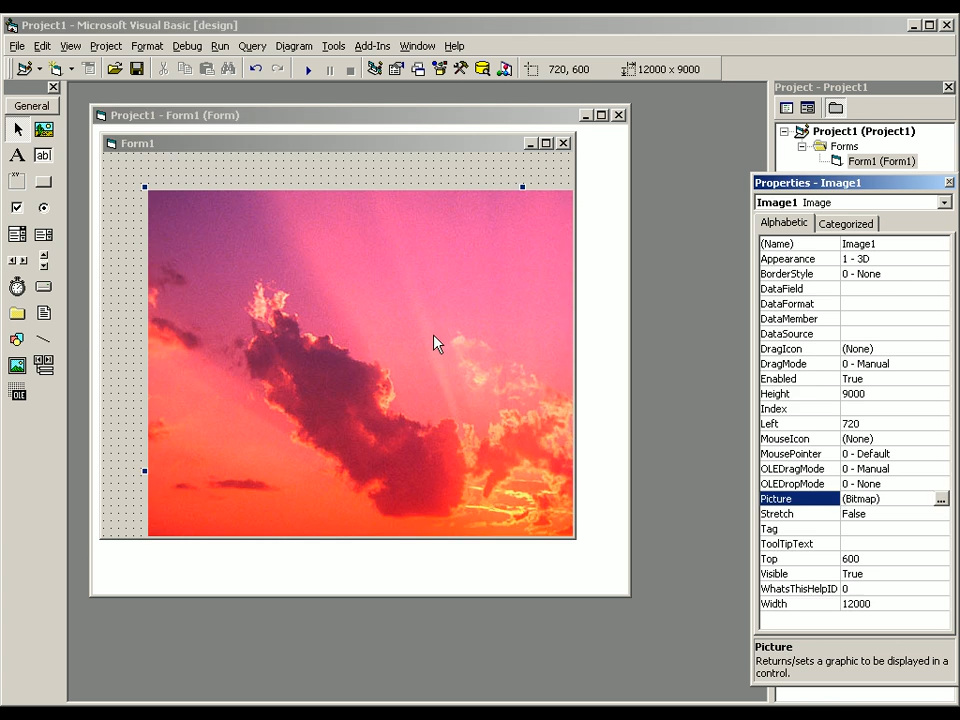 Project1 - Microsoft Visual Basic [design]
File Edit View Project Format Debug Run Query Diagram Tools Add-Ins Window Help
720, 600 12000 x 9000
General
A ab|
xv
OLE
Project1 - Form1 (Form)
Form1
Project - Project1
Project1 (Project1)
Forms
Form1 (Form1)
Properties - Image1
Image1 Image
Alphabetic Categorized
(Name) Image1
Appearance 1 - 3D
BorderStyle 0 - None
DataField
DataFormat
DataMember
DataSource
DragIcon (None)
DragMode 0 - Manual
Enabled True
Height 9000
Index
Left 720
MouseIcon (None)
MousePointer 0 - Default
OLEDragMode 0 - Manual
OLEDropMode 0 - None
Picture (Bitmap) ...
Stretch False
Tag
ToolTipText
Top 600
Visible True
WhatsThisHelpID 0
Width 12000
Picture
Returns/sets a graphic to be displayed in a
control.